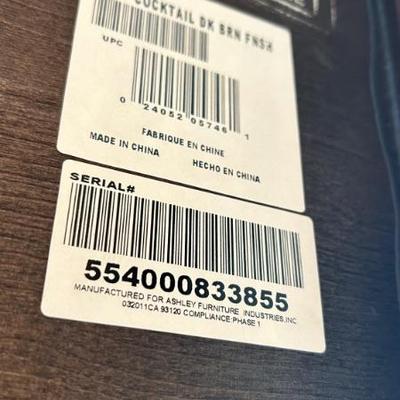 COCKTAIL DK BRN FNSH
UPC
0 24052 05746 1
FABRIQUE EN CHINE
MADE IN CHINA HECHO EN CHINA
SERIAL#
554000833855
MANUFACTURED FOR ASHLEY FURNITURE INDUSTRIES,INC
032011CA 93120 COMPLIANCE:PHASE 1